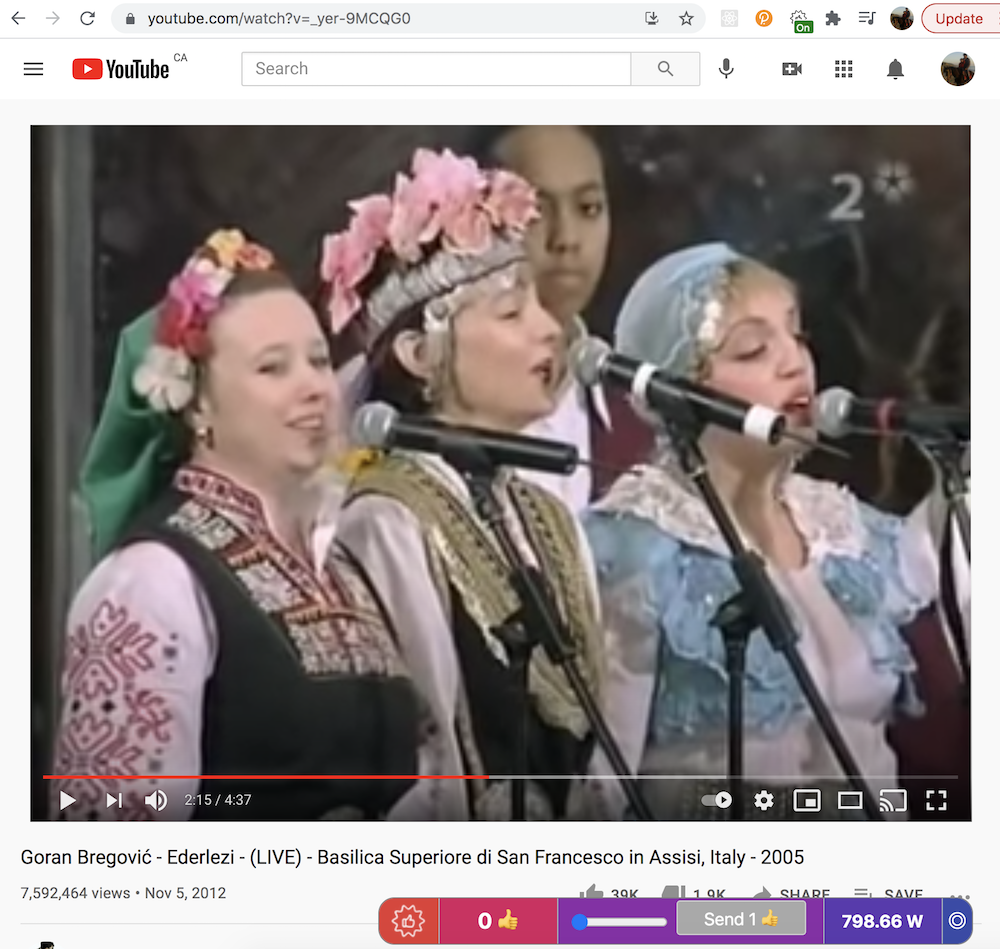 youtube.com/watch?v=_yer-9MCQG0
On
Update
YouTube CA
Search
2
2:15 / 4:37
Goran Bregović - Ederlezi - (LIVE) - Basilica Superiore di San Francesco in Assisi, Italy - 2005
7,592,464 views • Nov 5, 2012
39K 1.9K SHARE SAVE
0 👍 Send 1 👍 798.66 W